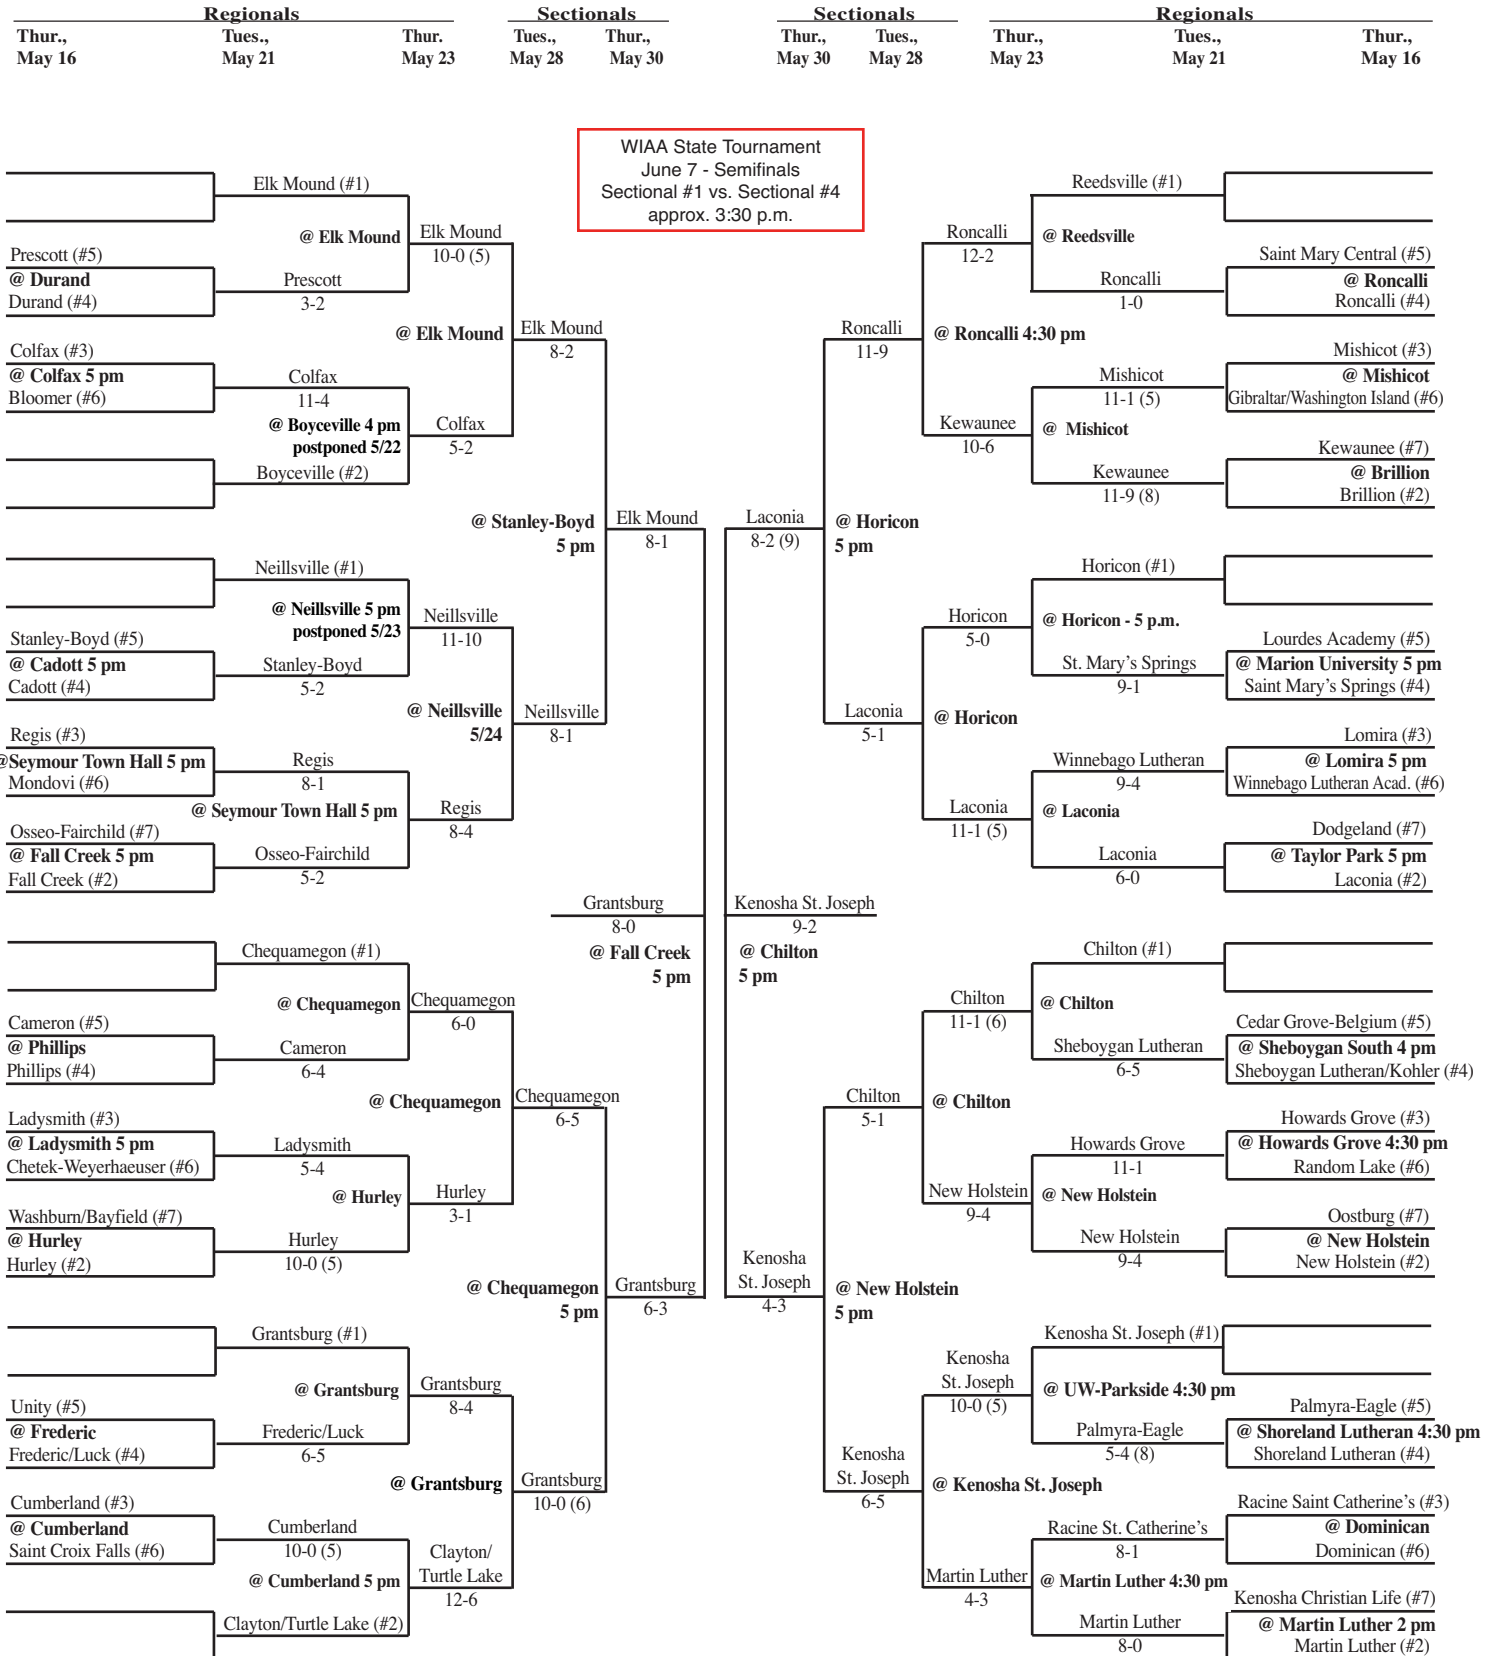 Regionals
Sectionals
Sectionals
Regionals
Thur.,
May 16
Tues.,
May 21
Thur.
May 23
Tues.,
May 28
Thur.,
May 30
Thur.,
May 30
Tues.,
May 28
Thur.,
May 23
Tues.,
May 21
Thur.,
May 16
WIAA State Tournament
June 7 - Semifinals
Sectional #1 vs. Sectional #4
approx. 3:30 p.m.
Prescott (#5)
@ Durand
Durand (#4)
Colfax (#3)
@ Colfax 5 pm
Bloomer (#6)
Stanley-Boyd (#5)
@ Cadott 5 pm
Cadott (#4)
Regis (#3)
@Seymour Town Hall 5 pm
Mondovi (#6)
Osseo-Fairchild (#7)
@ Fall Creek 5 pm
Fall Creek (#2)
Cameron (#5)
@ Phillips
Phillips (#4)
Ladysmith (#3)
@ Ladysmith 5 pm
Chetek-Weyerhaeuser (#6)
Washburn/Bayfield (#7)
@ Hurley
Hurley (#2)
Unity (#5)
@ Frederic
Frederic/Luck (#4)
Cumberland (#3)
@ Cumberland
Saint Croix Falls (#6)
Elk Mound (#1)
@ Elk Mound
Prescott
3-2
Colfax
11-4
@ Boyceville 4 pm
postponed 5/22
Boyceville (#2)
Neillsville (#1)
@ Neillsville 5 pm
postponed 5/23
Stanley-Boyd
5-2
Regis
8-1
@ Seymour Town Hall 5 pm
Osseo-Fairchild
5-2
Chequamegon (#1)
@ Chequamegon
Cameron
6-4
Ladysmith
5-4
@ Hurley
Hurley
10-0 (5)
Grantsburg (#1)
@ Grantsburg
Frederic/Luck
6-5
Cumberland
10-0 (5)
@ Cumberland 5 pm
Clayton/Turtle Lake (#2)
Elk Mound
10-0 (5)
@ Elk Mound
Colfax
5-2
Neillsville
11-10
@ Neillsville
5/24
Regis
8-4
Chequamegon
6-0
@ Chequamegon
Hurley
3-1
Grantsburg
8-4
@ Grantsburg
Clayton/
Turtle Lake
12-6
Elk Mound
8-2
@ Stanley-Boyd
5 pm
Neillsville
8-1
Chequamegon
6-5
@ Chequamegon
5 pm
Grantsburg
10-0 (6)
Elk Mound
8-1
Grantsburg
8-0
@ Fall Creek
5 pm
Grantsburg
6-3
Laconia
8-2 (9)
Kenosha St. Joseph
9-2
@ Chilton
5 pm
Kenosha
St. Joseph
4-3
Roncalli
11-9
@ Horicon
5 pm
Laconia
5-1
Chilton
5-1
@ New Holstein
5 pm
Kenosha
St. Joseph
6-5
Roncalli
12-2
@ Roncalli 4:30 pm
Kewaunee
10-6
Horicon
5-0
@ Horicon
Laconia
11-1 (5)
Chilton
11-1 (6)
@ Chilton
New Holstein
9-4
Kenosha
St. Joseph
10-0 (5)
@ Kenosha St. Joseph
Martin Luther
4-3
Reedsville (#1)
@ Reedsville
Roncalli
1-0
Mishicot
11-1 (5)
@ Mishicot
Kewaunee
11-9 (8)
Horicon (#1)
@ Horicon - 5 p.m.
St. Mary's Springs
9-1
Winnebago Lutheran
9-4
@ Laconia
Laconia
6-0
Chilton (#1)
@ Chilton
Sheboygan Lutheran
6-5
Howards Grove
11-1
@ New Holstein
New Holstein
9-4
Kenosha St. Joseph (#1)
@ UW-Parkside 4:30 pm
Palmyra-Eagle
5-4 (8)
Racine St. Catherine's
8-1
@ Martin Luther 4:30 pm
Martin Luther
8-0
Saint Mary Central (#5)
@ Roncalli
Roncalli (#4)
Mishicot (#3)
@ Mishicot
Gibraltar/Washington Island (#6)
Kewaunee (#7)
@ Brillion
Brillion (#2)
Lourdes Academy (#5)
@ Marion University 5 pm
Saint Mary's Springs (#4)
Lomira (#3)
@ Lomira 5 pm
Winnebago Lutheran Acad. (#6)
Dodgeland (#7)
@ Taylor Park 5 pm
Laconia (#2)
Cedar Grove-Belgium (#5)
@ Sheboygan South 4 pm
Sheboygan Lutheran/Kohler (#4)
Howards Grove (#3)
@ Howards Grove 4:30 pm
Random Lake (#6)
Oostburg (#7)
@ New Holstein
New Holstein (#2)
Palmyra-Eagle (#5)
@ Shoreland Lutheran 4:30 pm
Shoreland Lutheran (#4)
Racine Saint Catherine's (#3)
@ Dominican
Dominican (#6)
Kenosha Christian Life (#7)
@ Martin Luther 2 pm
Martin Luther (#2)